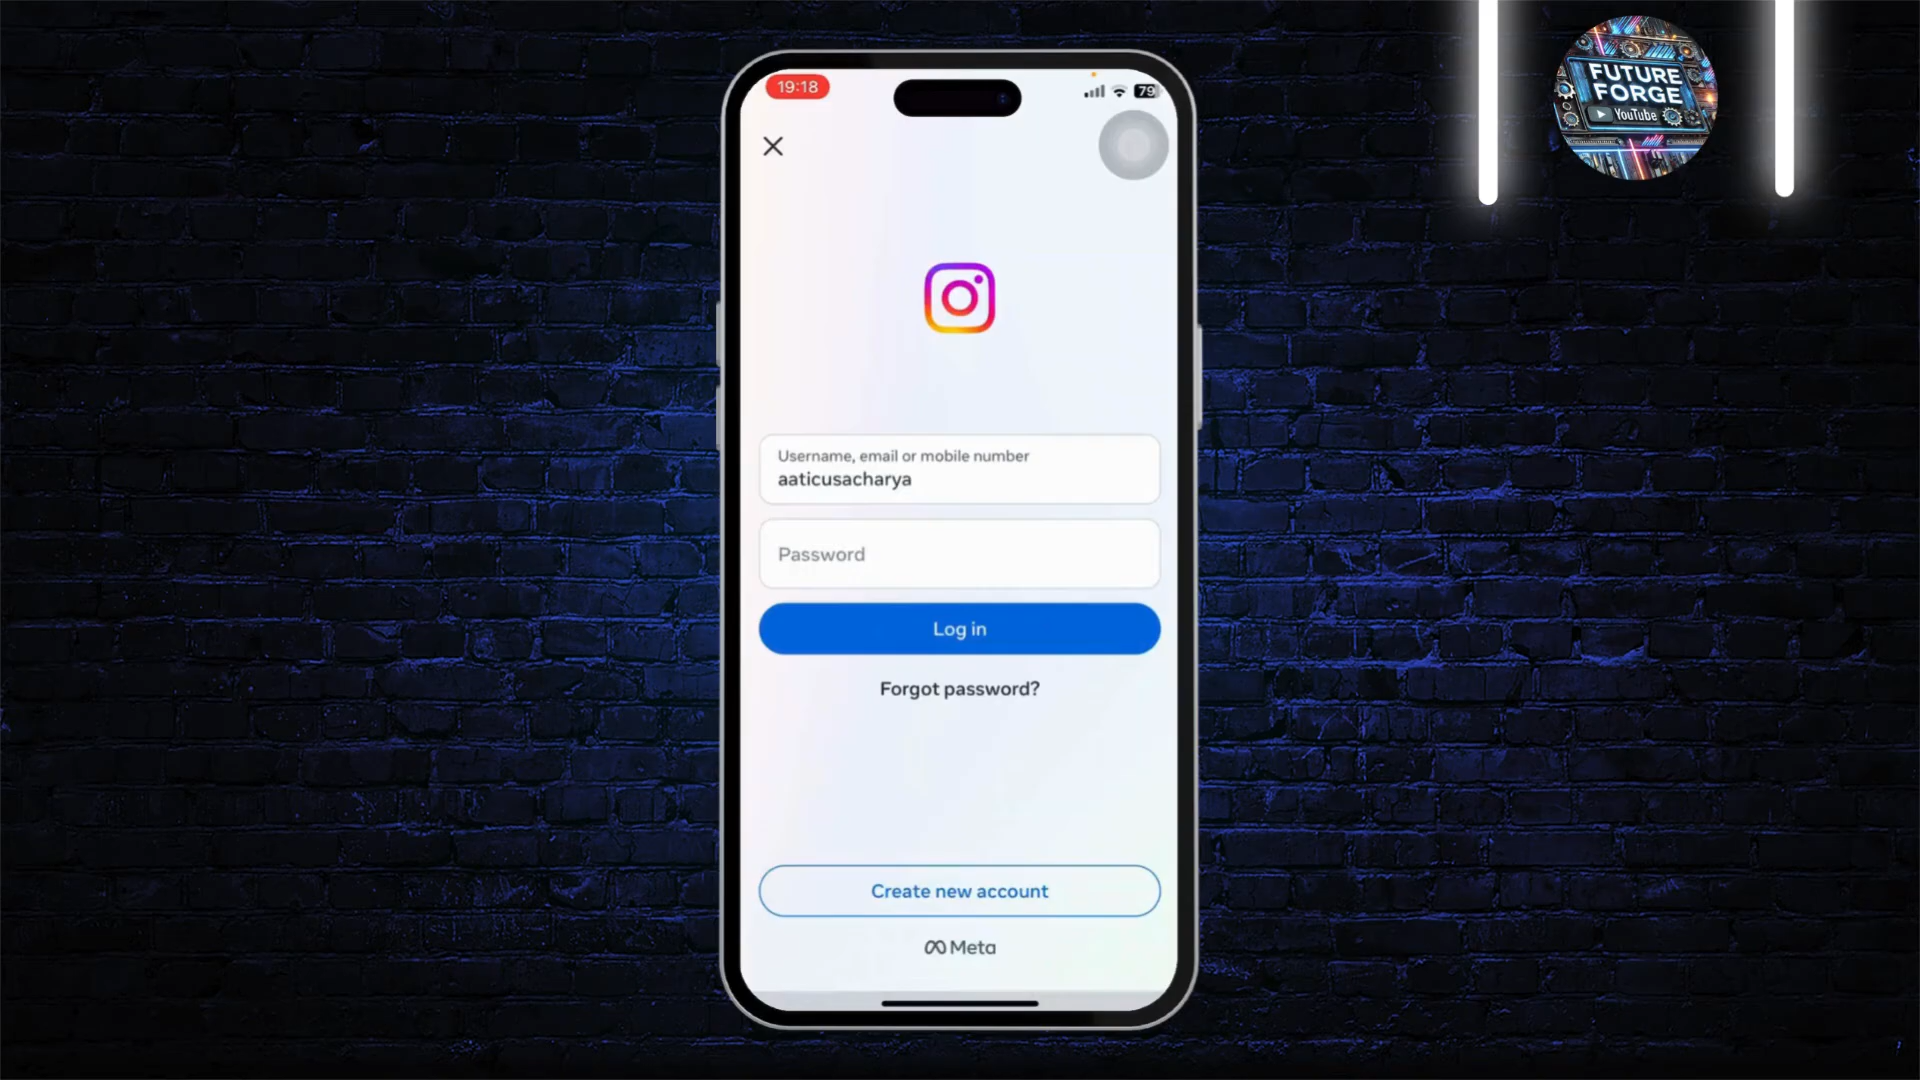 19:18
79
FUTURE
FORGE
YouTube
Username, email or mobile number
aaticusacharya
Password
Log in
Forgot password?
Create new account
Meta